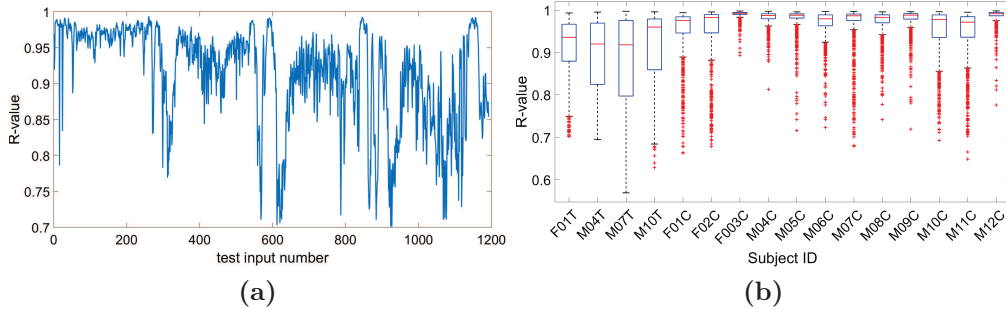 1
0.95
0.9
0.85
0.8
0.75
0.7
R-value
0 200 400 600 800 1000 1200
test input number
(a)
1
0.9
0.8
0.7
0.6
R-value
F01T M04T M07T M10T F01C F02C F003C M04C M05C M06C M07C M08C M09C M10C M11C M12C
Subject ID
(b)